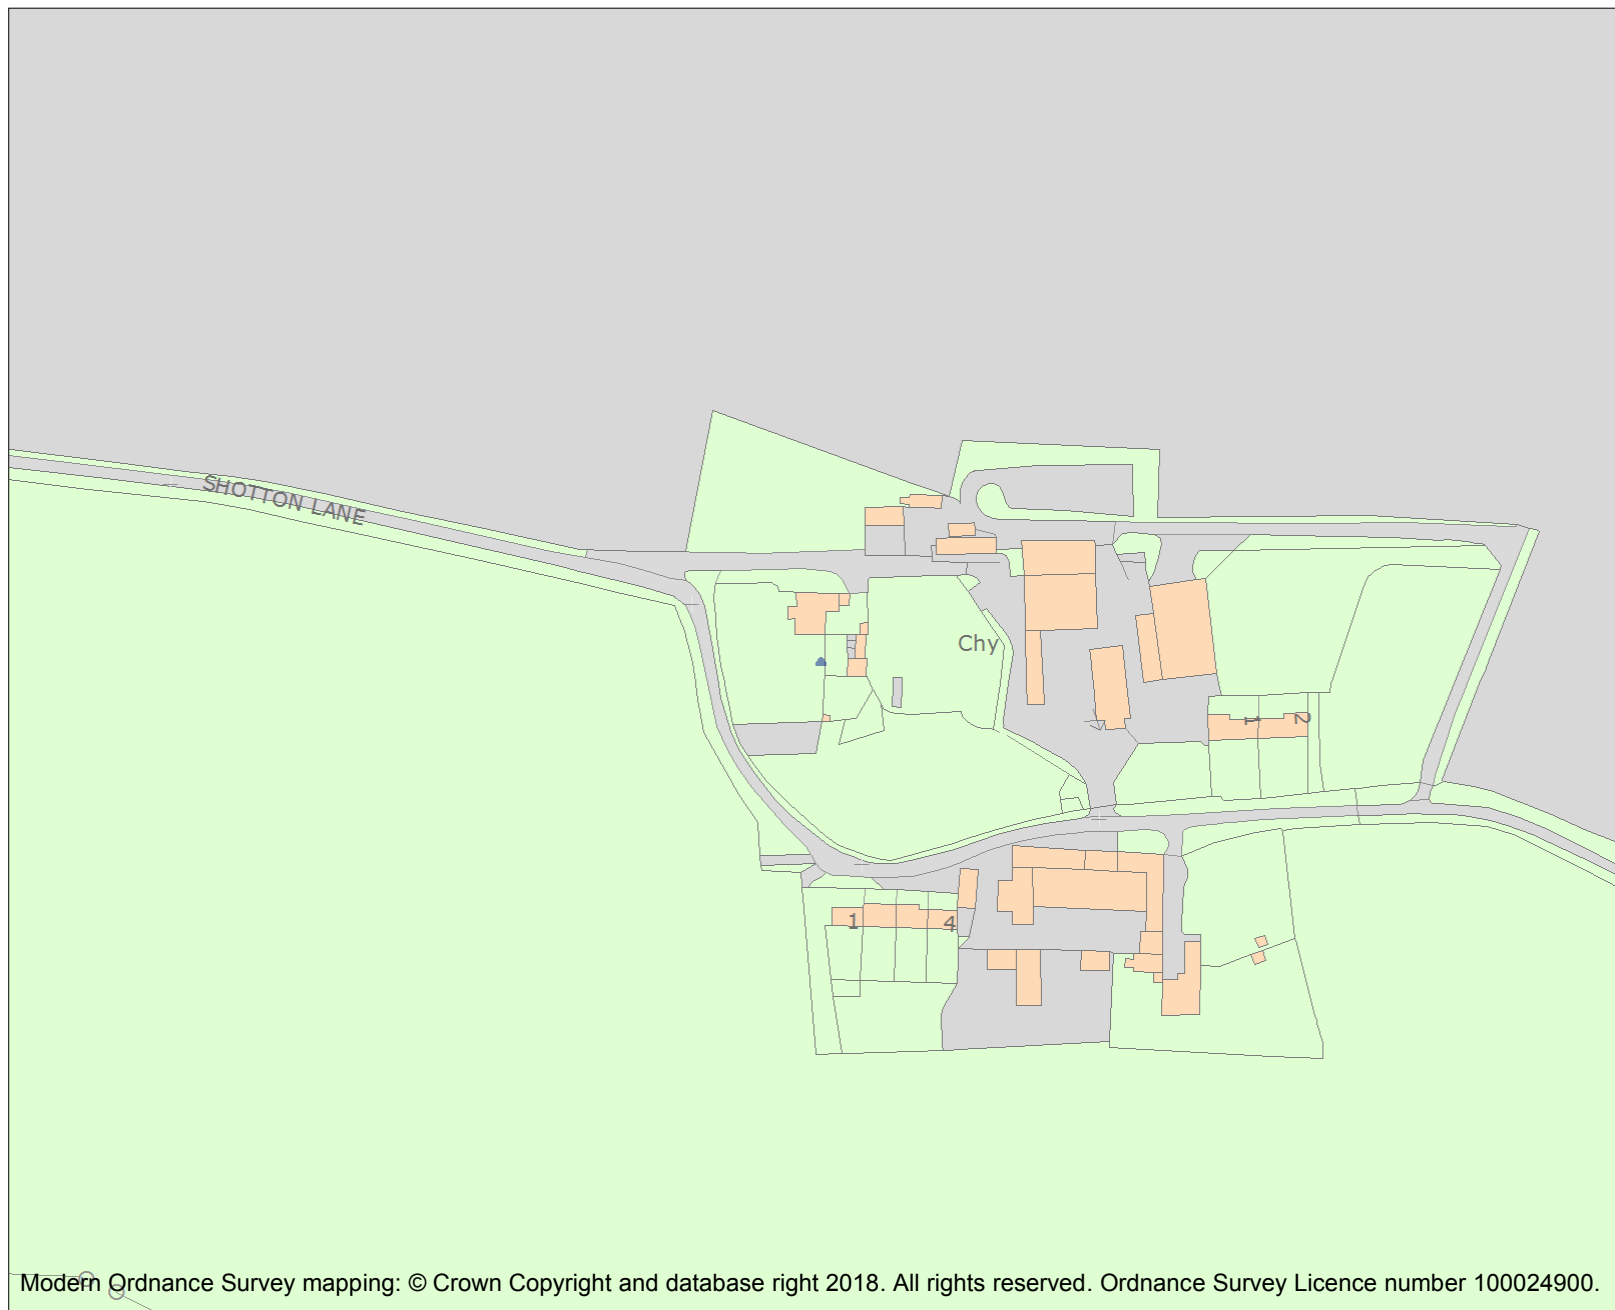 SHOTTON LANE
Chy
1
2
1
4
Modern Ordnance Survey mapping: © Crown Copyright and database right 2018. All rights reserved. Ordnance Survey Licence number 100024900.